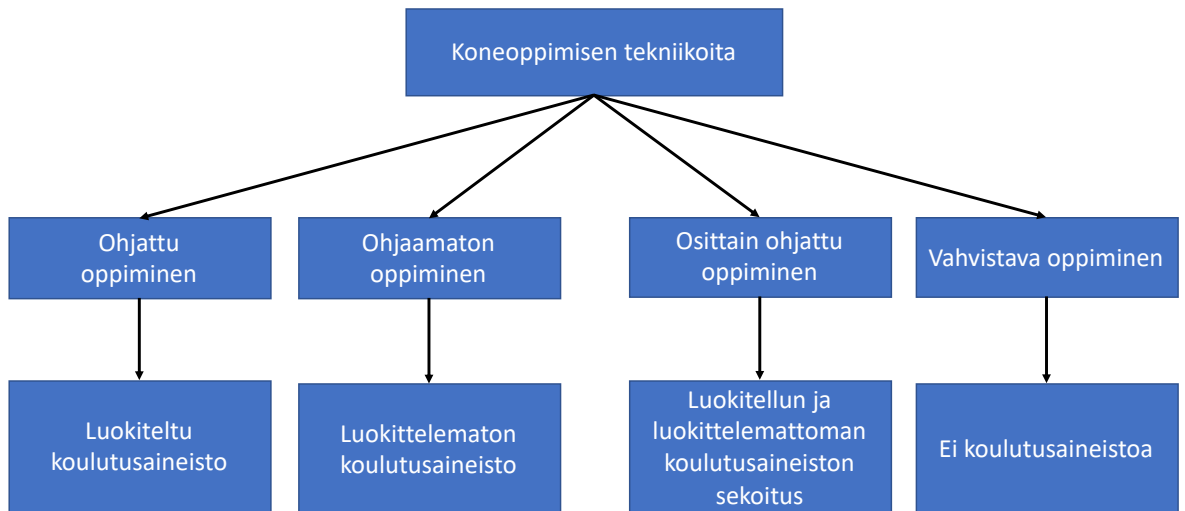 Koneoppimisen tekniikoita
Ohjattu
oppiminen
Ohjaamaton
oppiminen
Osittain ohjattu
oppiminen
Vahvistava oppiminen
Luokiteltu
koulutusaineisto
Luokittelematon
koulutusaineisto
Luokitellun ja
luokittelemattoman
koulutusaineiston
sekoitus
Ei koulutusaineistoa